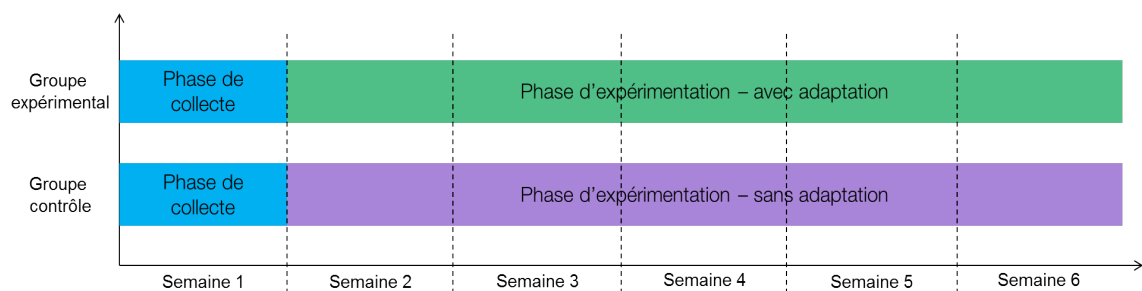 Groupe
expérimental
Phase de
collecte
Phase d’expérimentation – avec adaptation
Groupe
contrôle
Phase de
collecte
Phase d’expérimentation – sans adaptation
Semaine 1
Semaine 2
Semaine 3
Semaine 4
Semaine 5
Semaine 6